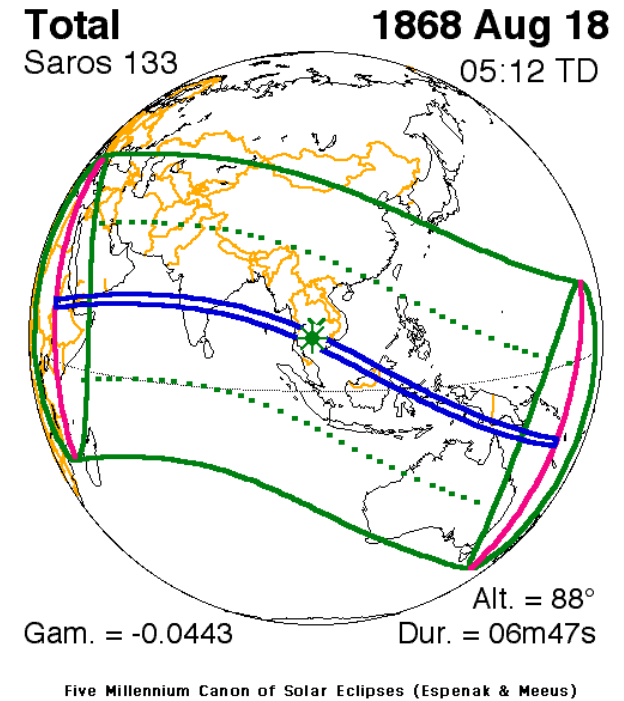 Total
1868 Aug 18
Saros 133
05:12 TD
Alt. = 88°
Gam. = -0.0443
Dur. = 06m47s
Five Millennium Canon of Solar Eclipses (Espenak & Meeus)